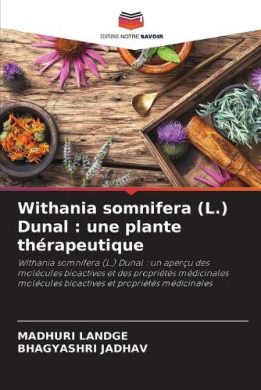 EDITIONS NOTRE SAVOIR
Withania somnifera (L.)
Dunal : une plante
thérapeutique
Withania somnifera (L.) Dunal : un aperçu des
molécules bioactives et des propriétés médicinales
molécules bioactives et propriétés médicinales
MADHURI LANDGE
BHAGYASHRI JADHAV